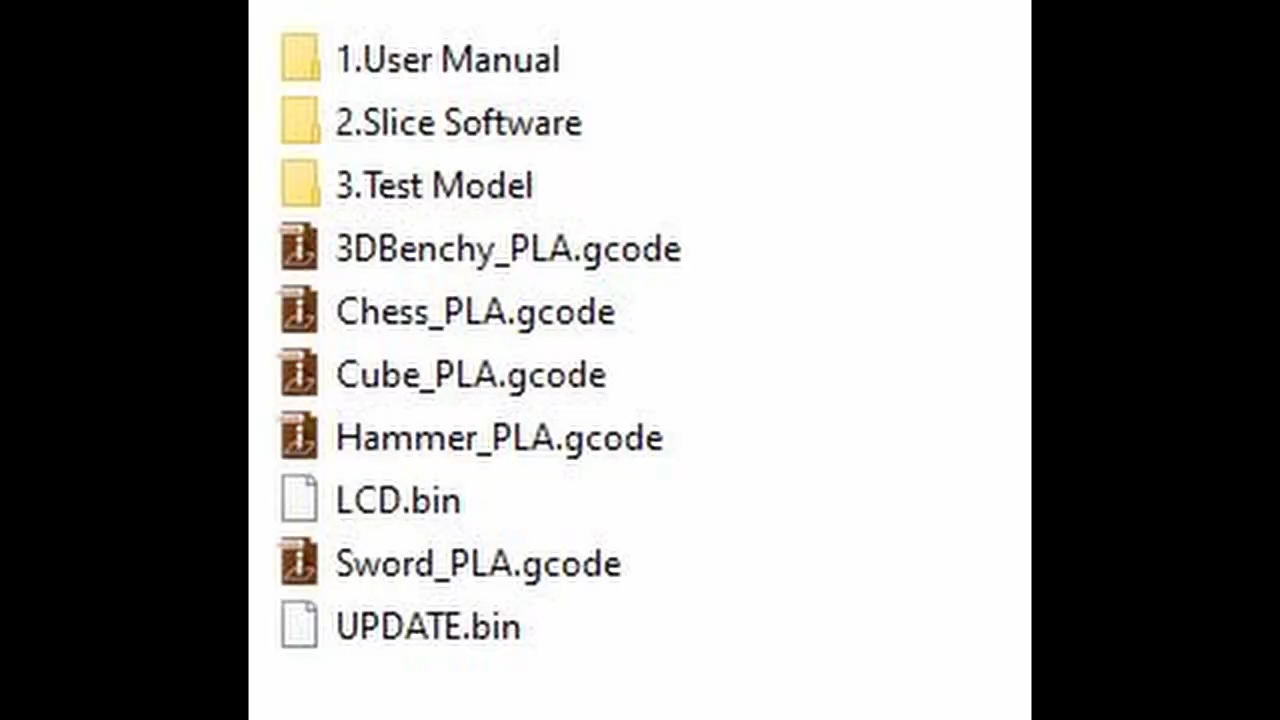 1.User Manual
2.Slice Software
3.Test Model
3DBenchy_PLA.gcode
Chess_PLA.gcode
Cube_PLA.gcode
Hammer_PLA.gcode
LCD.bin
Sword_PLA.gcode
UPDATE.bin